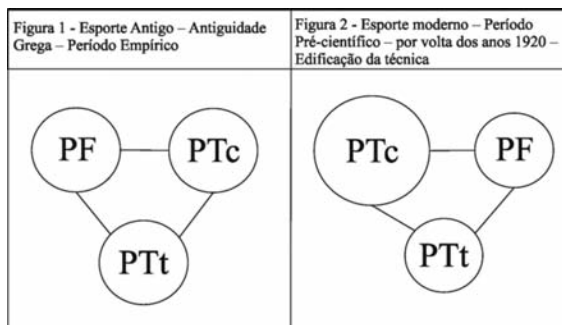 Figura 1 - Esporte Antigo – Antiguidade
Grega – Período Empírico
Figura 2 - Esporte moderno – Período
Pré-científico – por volta dos anos 1920 –
Edificação da técnica
PF
PTc
PTt
PTc
PF
PTt